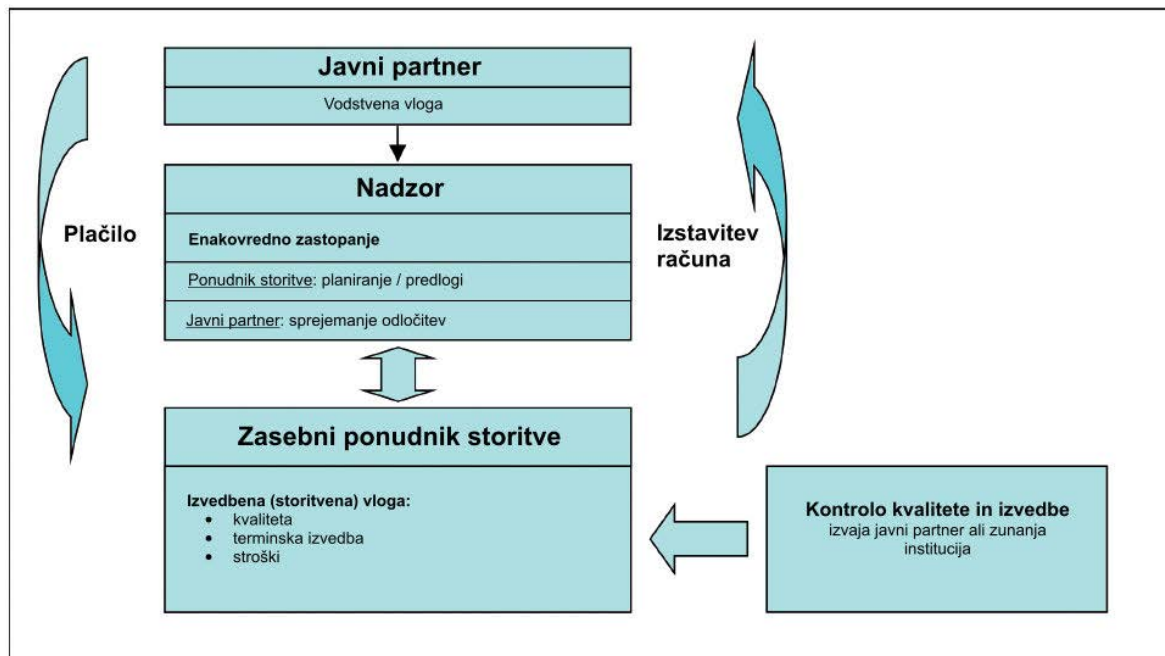 Javni partner
Vodstvena vloga
Nadzor
Enakovredno zastopanje
Ponudnik storitve: planiranje / predlogi
Javni partner: sprejemanje odločitev
Plačilo
Izstavitev
računa
Zasebni ponudnik storitve
Izvedbena (storitvena) vloga:
• kvaliteta
• terminska izvedba
• stroški
Kontrolo kvalitete in izvedbe
izvaja javni partner ali zunanja
institucija